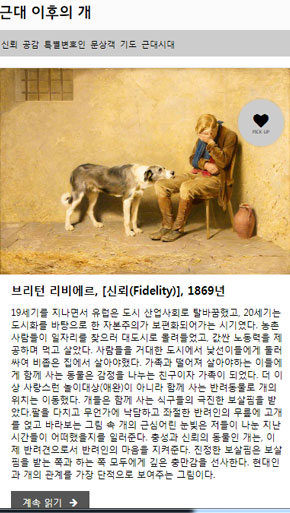 근대 이후의 개
신뢰 공감 특별변호인 문상객 기도 근대시대
PICK UP
브리턴 리비에르, [신뢰(Fidelity)], 1869년
19세기를 지나면서 유럽은 도시 산업사회로 탈바꿈했고, 20세기는
도시화를 바탕으로 한 자본주의가 보편화되어가는 시기였다. 농촌
사람들이 일자리를 찾으러 대도시로 몰려들었고, 값싼 노동력을 제
공하며 먹고 살았다. 사람들을 거대한 도시에서 낯선이들에게 둘러
싸여 비좁은 집에서 살아야했다. 가족과 떨어져 살아야하는 이들에
게 함께 사는 동물은 감정을 나누는 친구이자 가족이 되었다. 더 이
상 사랑스런 놀이대상(애완)이 아니라 함께 사는 반려동물로 개의
위치는 이동했다. 개들은 함께 사는 식구들의 극진한 보살핌을 받
았다.팔을 다치고 무언가에 낙담하고 좌절한 반려인의 무릎에 고개
를 얹고 바라보는 그림 속 개의 근심어린 눈빛은 저들이 나눈 지난
시간들이 어떠했을지를 일러준다. 충성과 신뢰의 동물인 개는, 이
제 반려견으로서 반려인의 마음을 지켜준다. 진정한 보살핌은 보살
핌을 받는 쪽과 하는 쪽 모두에게 깊은 충만감을 선사한다. 현대인
과 개의 관계를 가장 단적으로 보여주는 그림이다.
계속 읽기 →